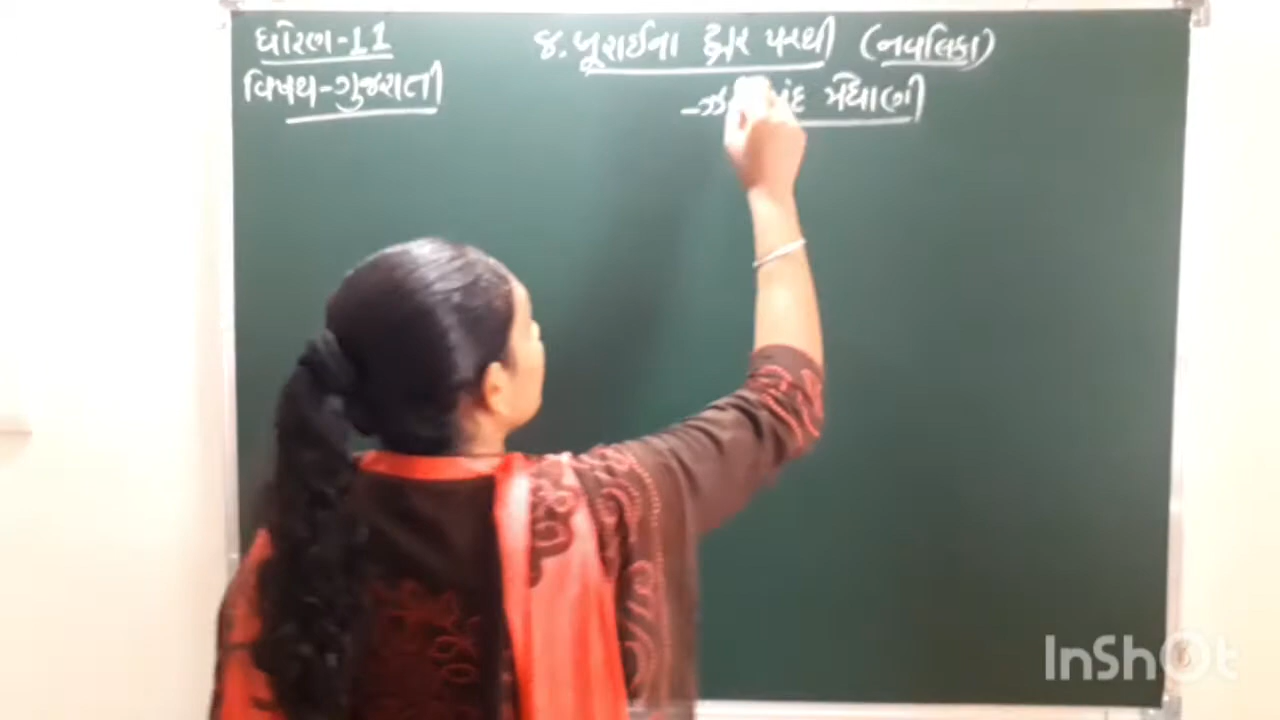 ધોરણ-11
વિષય-ગુજરાતી
૪. બૂરાઈના દ્વાર પરથી (નવલિકા)
મેઘાણી
InShOt